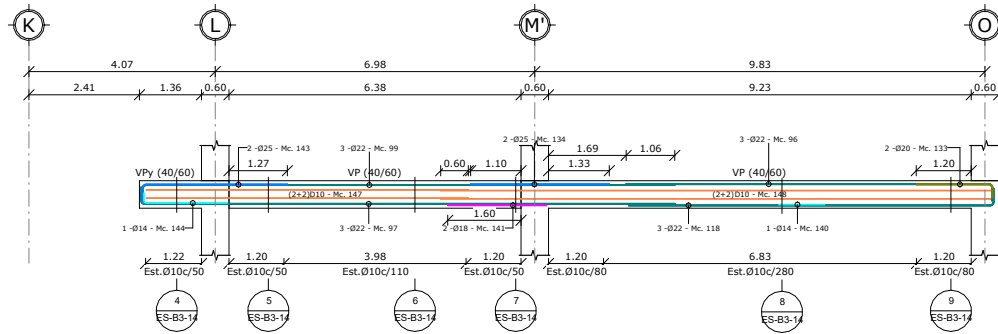 K L M' O
4.07 6.98 9.83
2.41 1.36 0.60 6.38 0.60 9.23 0.60
2 -Ø25 - Mc. 143 3 -Ø22 - Mc. 99 2 -Ø25 - Mc. 134 3 -Ø22 - Mc. 96 2 -Ø20 - Mc. 133
1.69 1.06
1.27 0.60 1.10 1.33 1.20
VPy (40/60) VP (40/60) VP (40/60)
(2+2)D10 - Mc. 147 (2+2)D10 - Mc. 148
1.60
1 -Ø14 - Mc. 144 3 -Ø22 - Mc. 97 2 -Ø18 - Mc. 141 3 -Ø22 - Mc. 118 1 -Ø14 - Mc. 140
1.22 1.20 3.98 1.20 1.20 6.83 1.20
Est.Ø10c/50 Est.Ø10c/50 Est.Ø10c/110 Est.Ø10c/50 Est.Ø10c/80 Est.Ø10c/280 Est.Ø10c/80
4 5 6 7 8 9
ES-B3-14 ES-B3-14 ES-B3-14 ES-B3-14 ES-B3-14 ES-B3-14